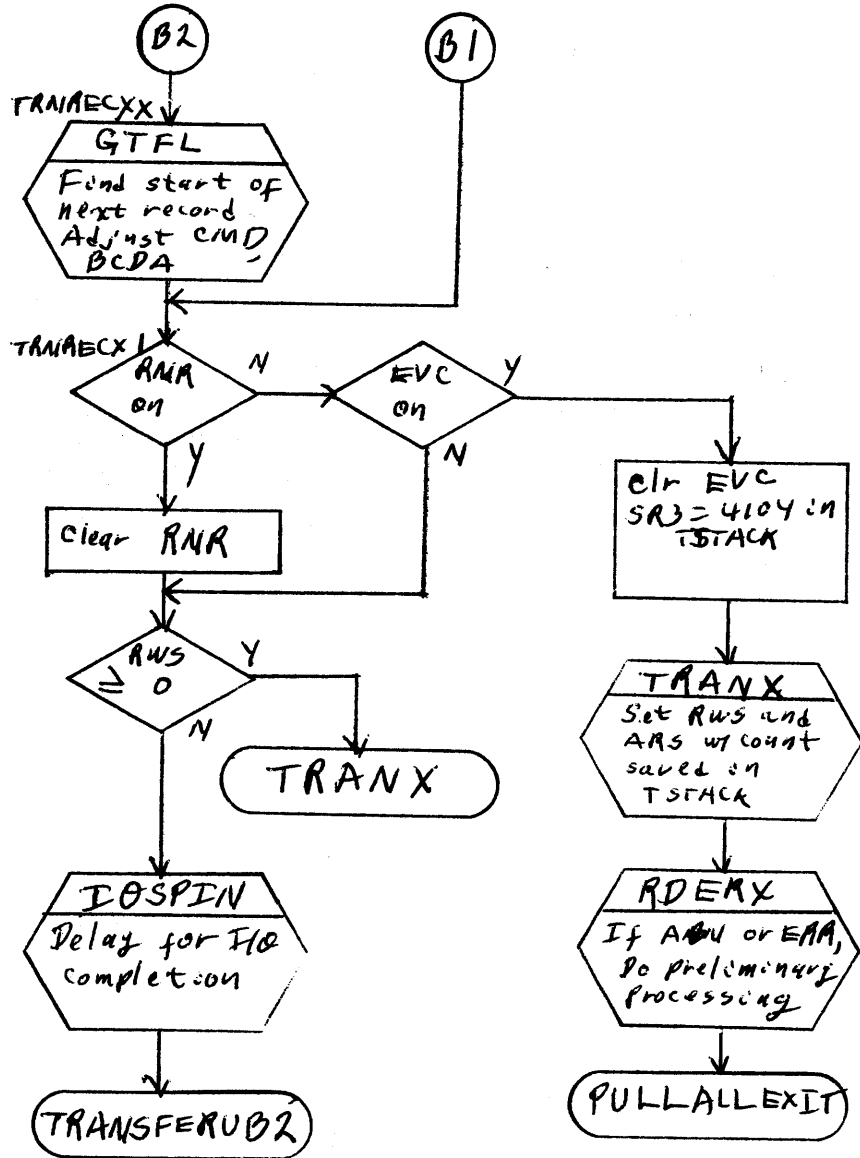 B2
B1
TRNRECXX
GTFL
Find start of
next record
Adjust CMD,
BCDA
TRNRECX1
RNR
on
N
Y
EVC
on
Y
N
Clear RNR
clr EVC
SR3=4104 in
TSTACK
RWS
≥ 0
Y
N
TRANX
TRANX
Set RWS and
ARS w/ count
saved in
TSTACK
IOSPIN
Delay for I/O
completion
RDERX
If or ERR,
Do preliminary
processing
TRANSFERUB2
PULLALLEXIT